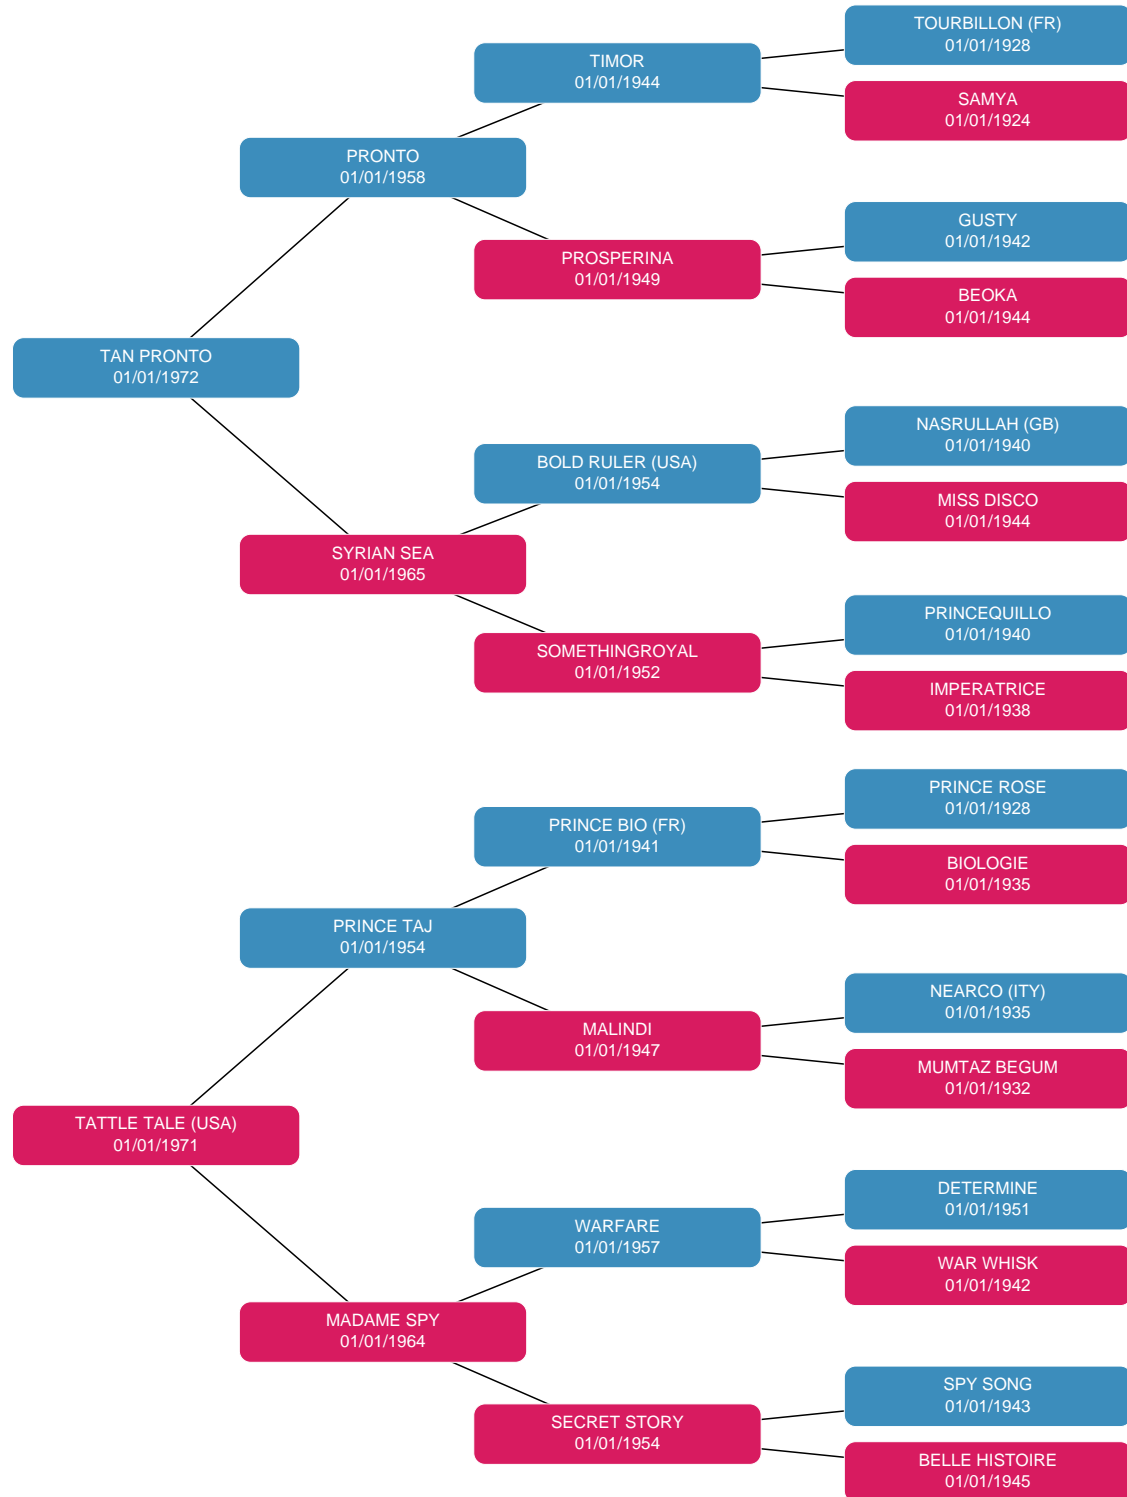 TOURBILLON (FR)
01/01/1928
TIMOR
01/01/1944
SAMYA
01/01/1924
PRONTO
01/01/1958
GUSTY
01/01/1942
PROSPERINA
01/01/1949
BEOKA
01/01/1944
TAN PRONTO
01/01/1972
NASRULLAH (GB)
01/01/1940
BOLD RULER (USA)
01/01/1954
MISS DISCO
01/01/1944
SYRIAN SEA
01/01/1965
PRINCEQUILLO
01/01/1940
SOMETHINGROYAL
01/01/1952
IMPERATRICE
01/01/1938
PRINCE ROSE
01/01/1928
PRINCE BIO (FR)
01/01/1941
BIOLOGIE
01/01/1935
PRINCE TAJ
01/01/1954
NEARCO (ITY)
01/01/1935
MALINDI
01/01/1947
MUMTAZ BEGUM
01/01/1932
TATTLE TALE (USA)
01/01/1971
DETERMINE
01/01/1951
WARFARE
01/01/1957
WAR WHISK
01/01/1942
MADAME SPY
01/01/1964
SPY SONG
01/01/1943
SECRET STORY
01/01/1954
BELLE HISTOIRE
01/01/1945